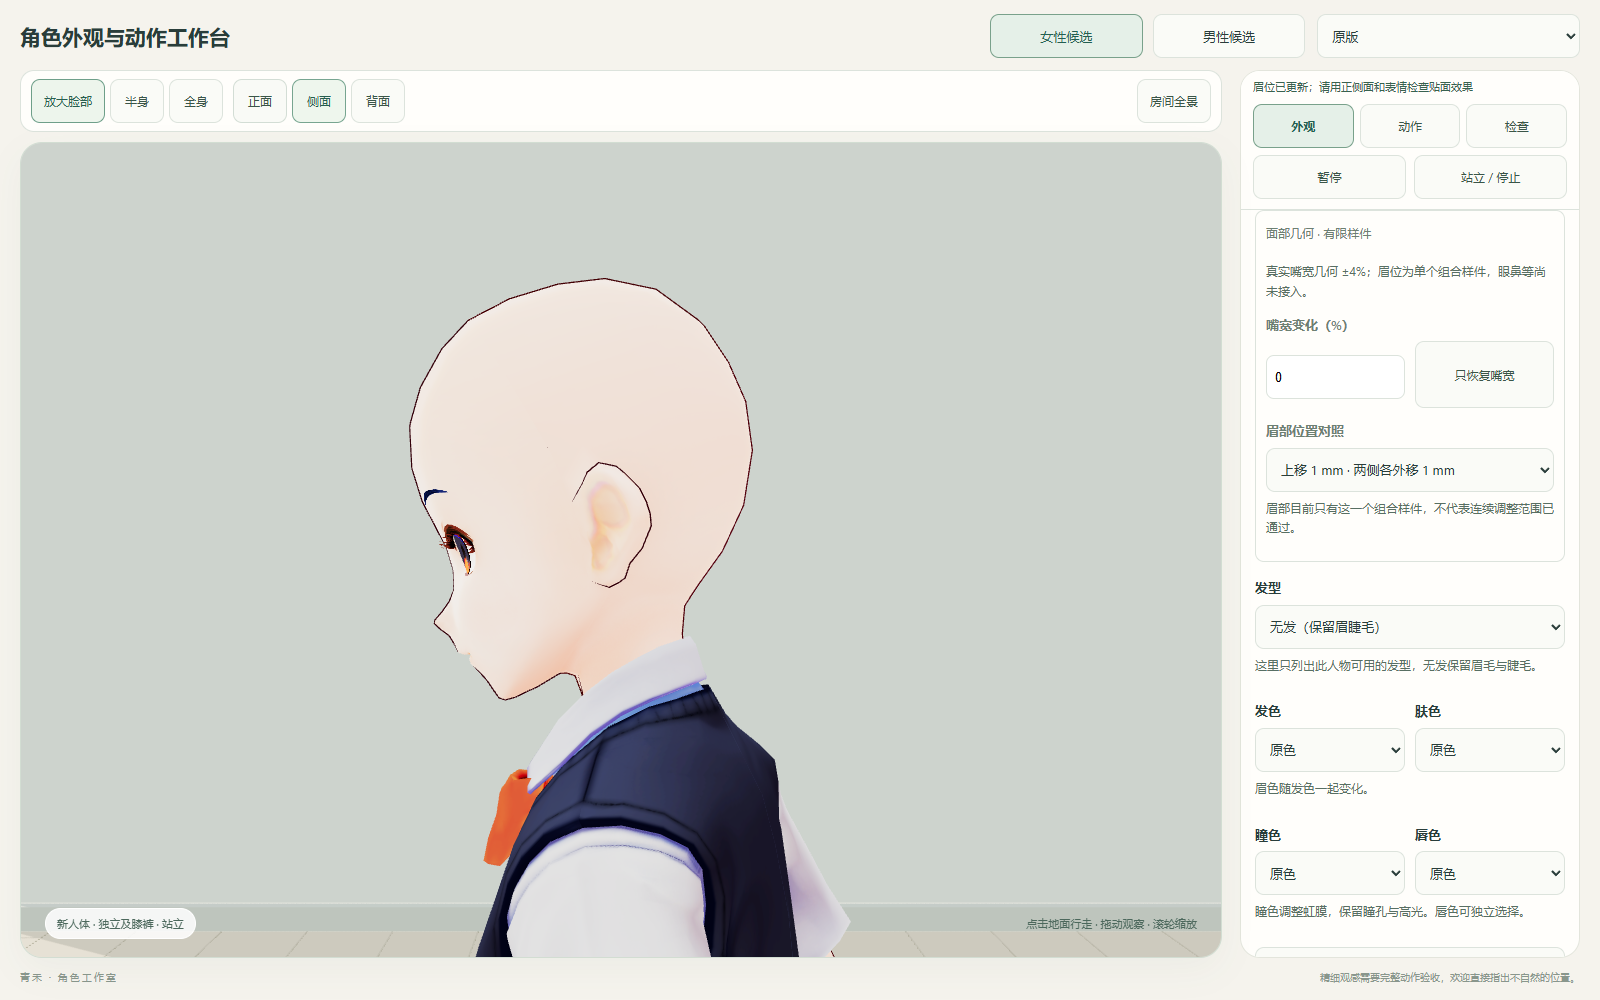 角色外观与动作工作台
女性候选
男性候选
原版
放大脸部
半身
全身
正面
侧面
背面
房间全景
眉位已更新；请用正侧面和表情检查贴面效果
外观
动作
检查
暂停
站立 / 停止
面部几何 · 有限样件
真实嘴宽几何 ±4%；眉位为单个组合样件，眼鼻等尚
未接入。
嘴宽变化（%）
0
只恢复嘴宽
眉部位置对照
上移 1 mm · 两侧各外移 1 mm
眉部目前只有这一个组合样件，不代表连续调整范围已
通过。
发型
无发（保留眉睫毛）
这里只列出此人物可用的发型，无发保留眉毛与睫毛。
发色
肤色
原色
原色
眉色随发色一起变化。
瞳色
唇色
原色
原色
瞳色调整虹膜，保留瞳孔与高光。唇色可独立选择。
新人体 · 独立及膝裤 · 站立
点击地面行走 · 拖动观察 · 滚轮缩放
青禾 · 角色工作室
精细观感需要完整动作验收，欢迎直接指出不自然的位置。